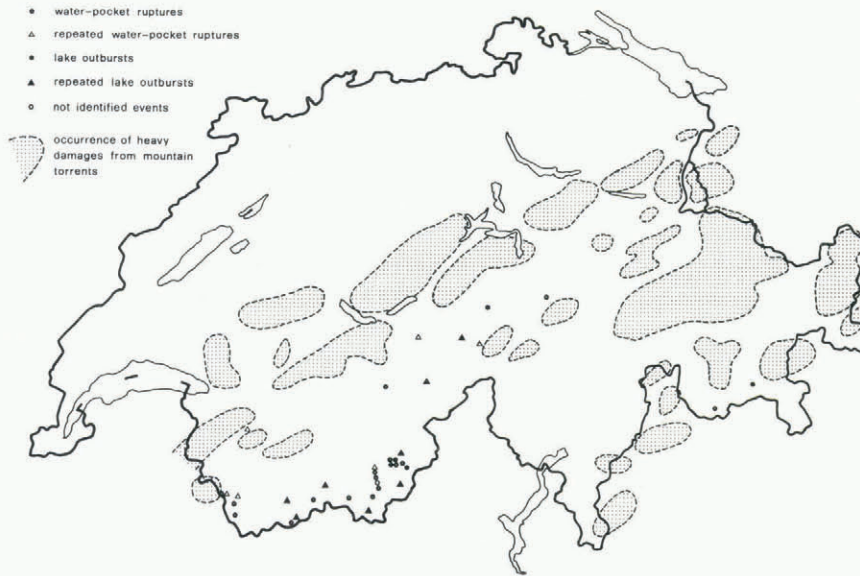 water-pocket ruptures
repeated water-pocket ruptures
lake outbursts
repeated lake outbursts
not identified events
occurrence of heavy
damages from mountain
torrents